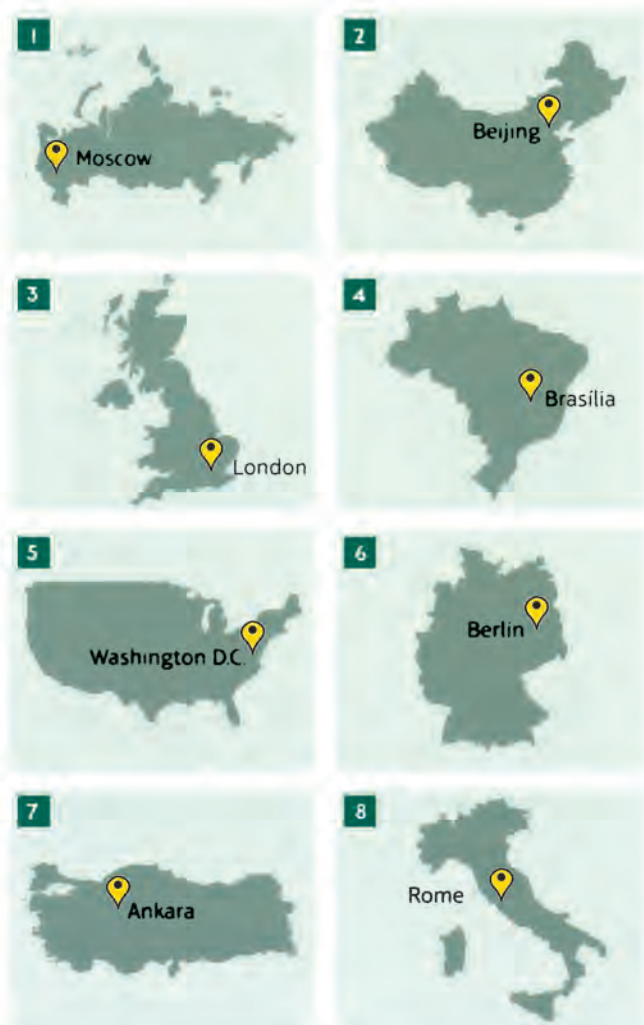 1
2
Moscow
Beijing
3
4
London
Brasília
5
6
Washington D.C.
Berlin
7
8
Ankara
Rome